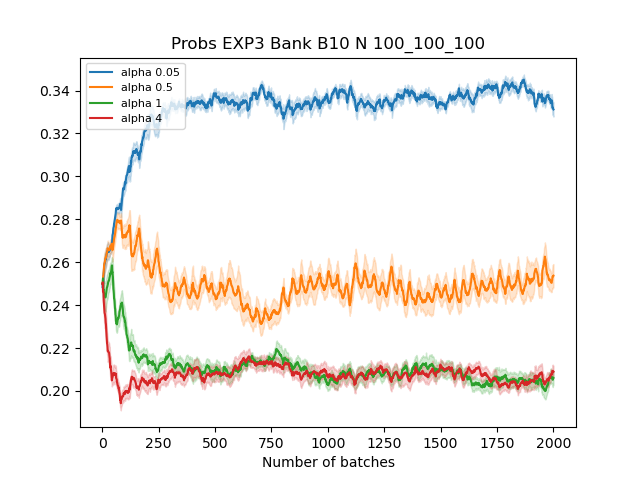 Probs EXP3 Bank B10 N 100_100_100
alpha 0.05
alpha 0.5
alpha 1
alpha 4
0.34
0.32
0.30
0.28
0.26
0.24
0.22
0.20
0 250 500 750 1000 1250 1500 1750 2000
Number of batches